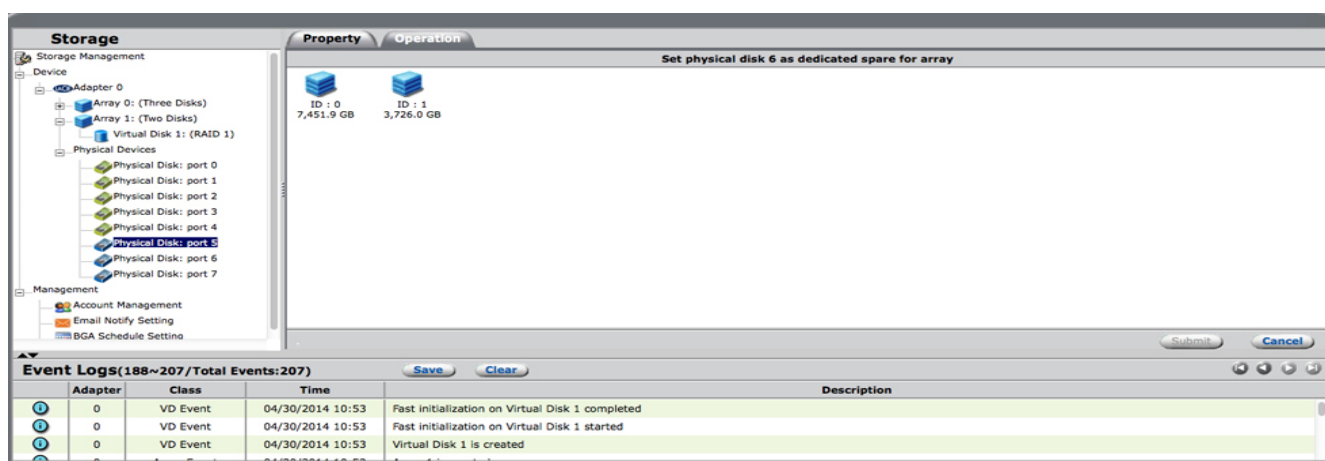 Storage
Property Operation
Storage Management
Device
Adapter 0
Array 0: (Three Disks)
Array 1: (Two Disks)
Virtual Disk 1: (RAID 1)
Physical Devices
Physical Disk: port 0
Physical Disk: port 1
Physical Disk: port 2
Physical Disk: port 3
Physical Disk: port 4
Physical Disk: port 5
Physical Disk: port 6
Physical Disk: port 7
Management
Account Management
Email Notify Setting
BGA Schedule Setting
Set physical disk 6 as dedicated spare for array
ID : 0 ID : 1
7,451.9 GB 3,726.0 GB
Submit Cancel
Event Logs(188~207/Total Events:207) Save Clear
Adapter Class Time Description
0 VD Event 04/30/2014 10:53 Fast initialization on Virtual Disk 1 completed
0 VD Event 04/30/2014 10:53 Fast initialization on Virtual Disk 1 started
0 VD Event 04/30/2014 10:53 Virtual Disk 1 is created